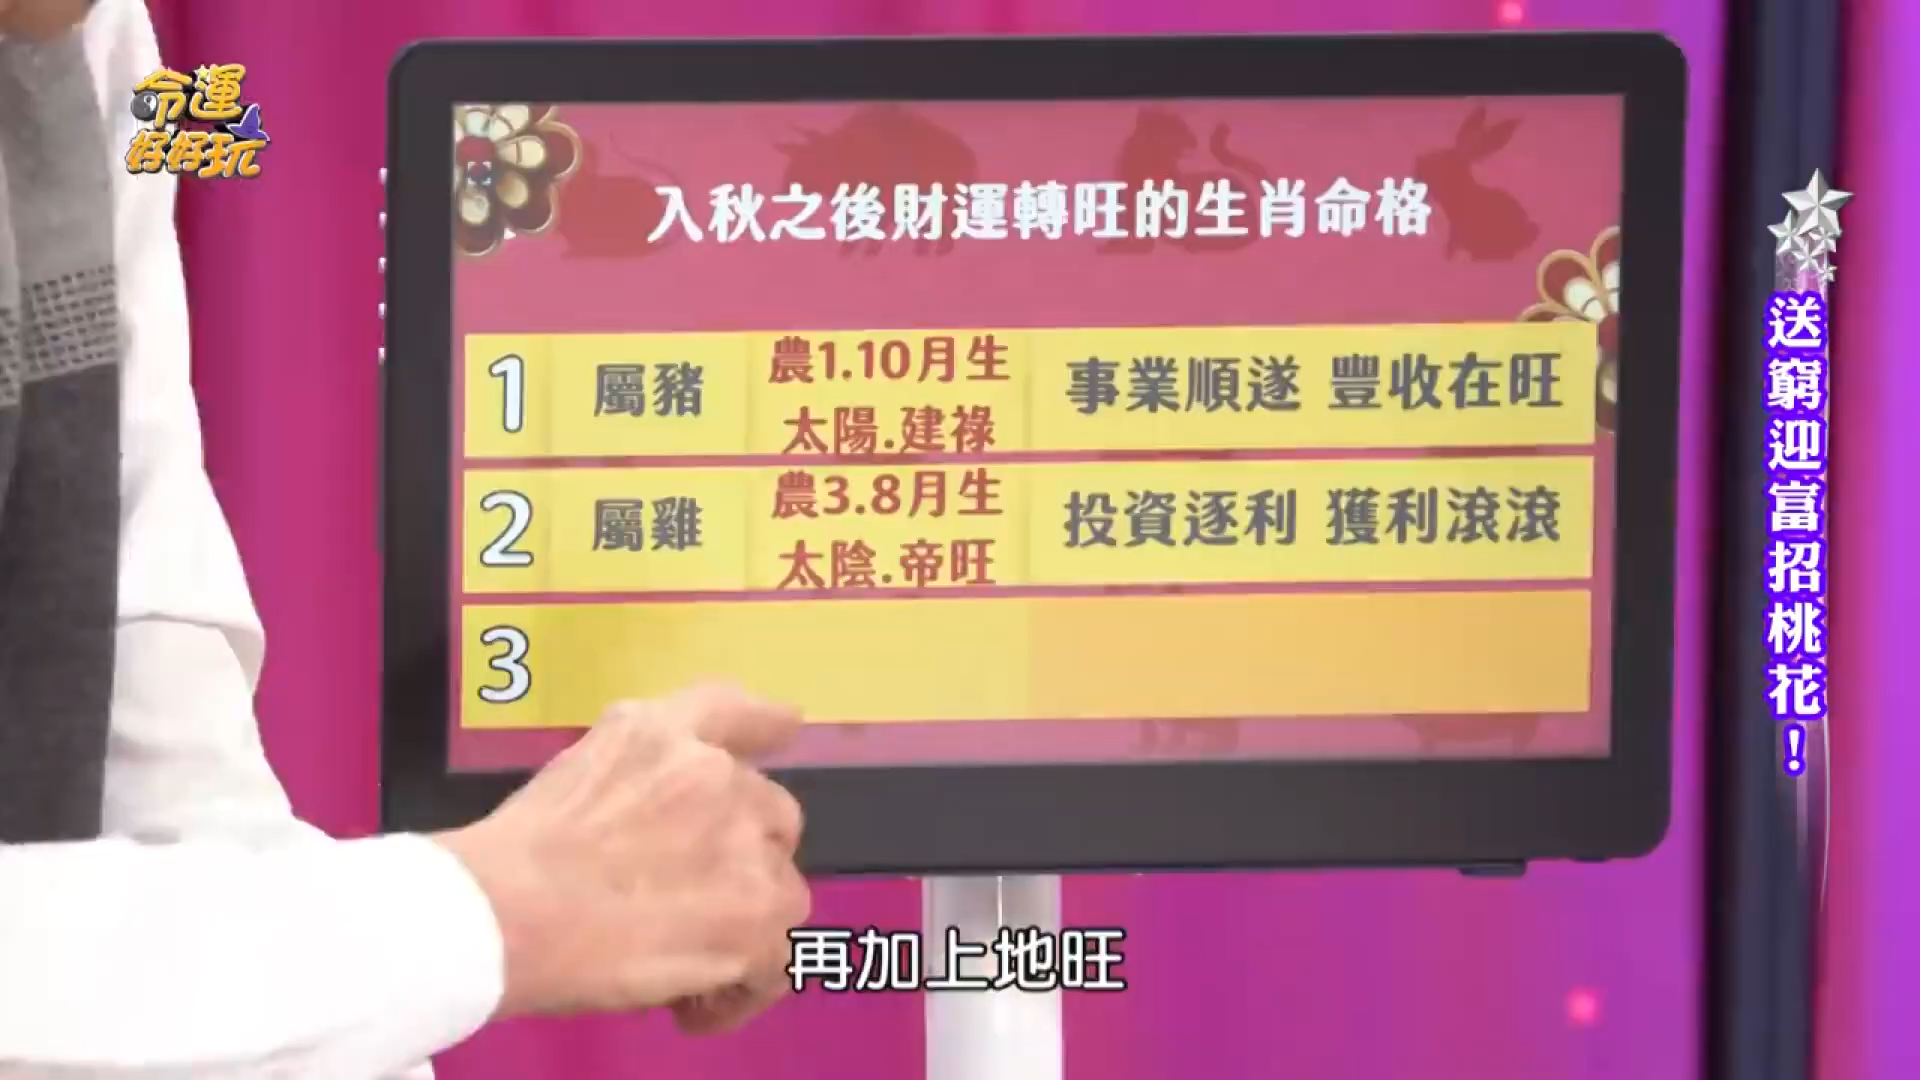 命運
好好玩
入秋之後財運轉旺的生肖命格
1 屬豬 農1.10月生 太陽.建祿 事業順遂 豐收在旺
2 屬雞 農3.8月生 太陰.帝旺 投資逐利 獲利滾滾
3
送窮迎富招桃花！
再加上地旺